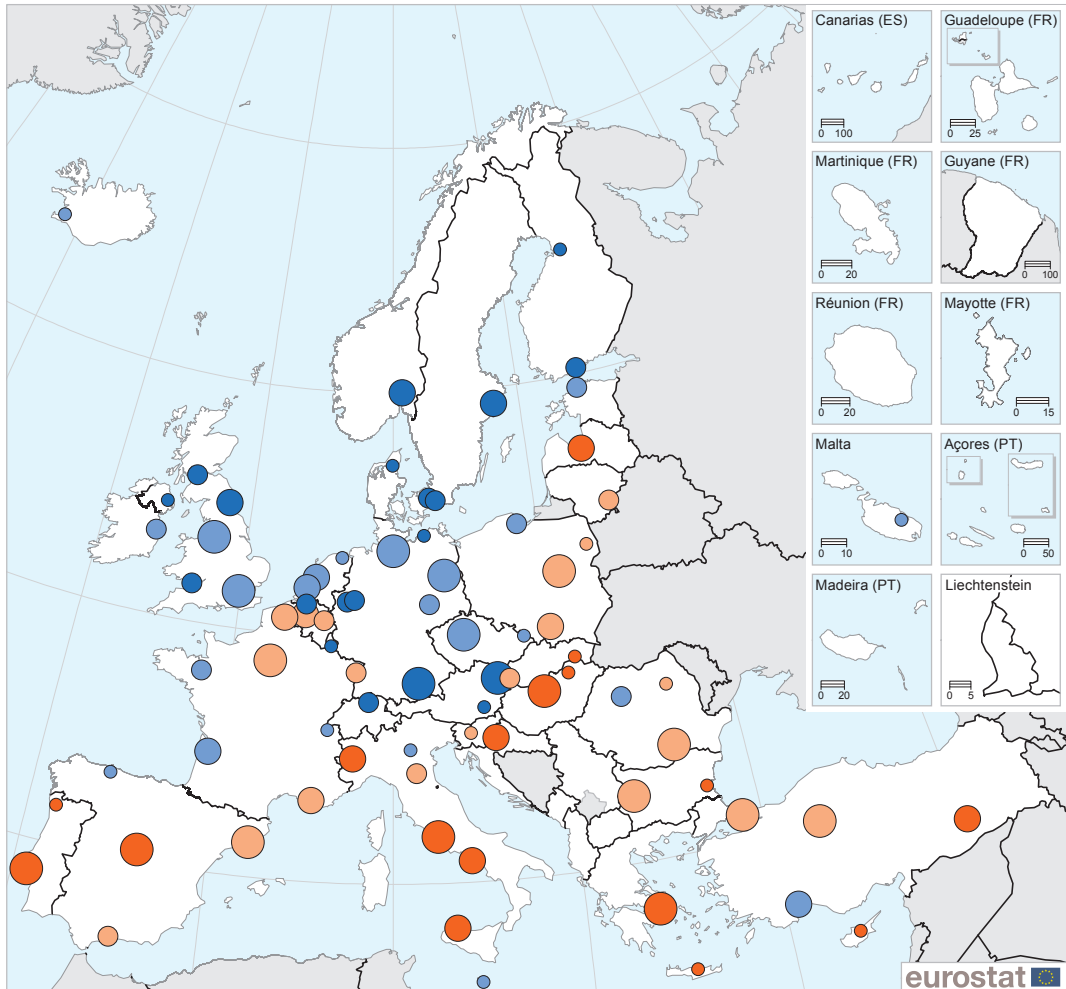 Canarias (ES)
0 100
Guadeloupe (FR)
0 25
Martinique (FR)
0 20
Guyane (FR)
0 100
Réunion (FR)
0 20
Mayotte (FR)
0 15
Malta
0 10
Açores (PT)
0 50
Madeira (PT)
0 20
Liechtenstein
0 5
eurostat